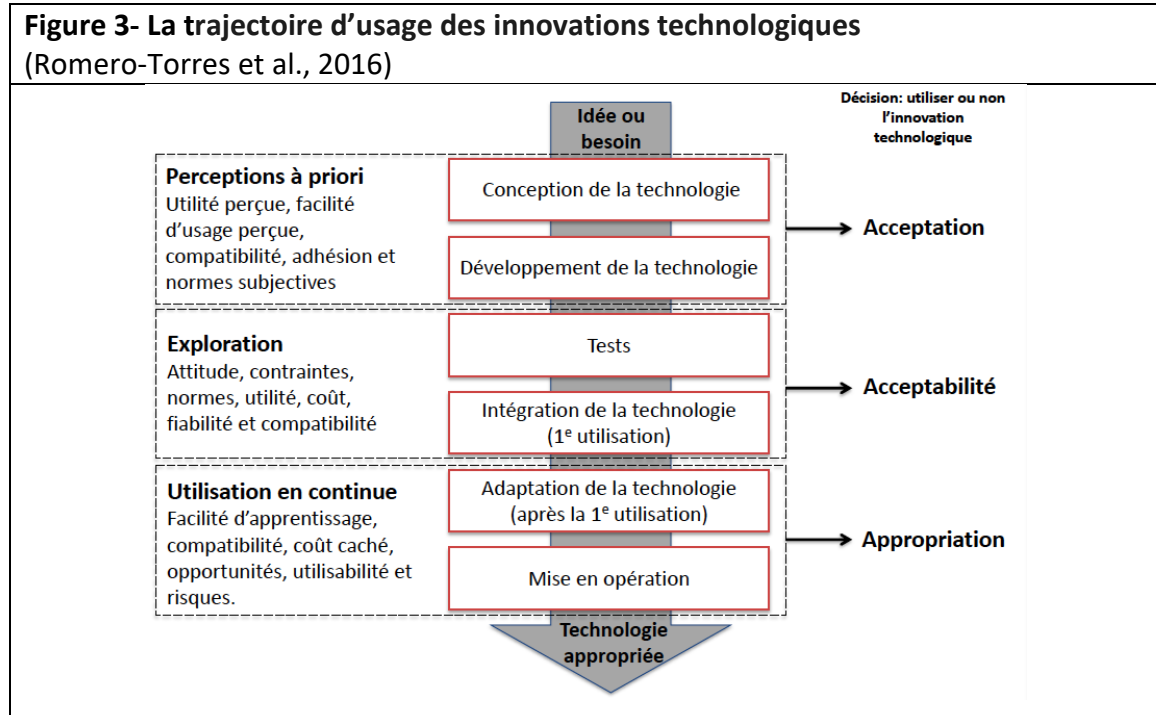 Figure 3- La trajectoire d’usage des innovations technologiques
(Romero-Torres et al., 2016)
Idée ou
besoin
Décision: utiliser ou non
l’innovation
technologique
Perceptions à priori
Utilité perçue, facilité
d’usage perçue,
compatibilité, adhésion et
normes subjectives
Conception de la technologie
Développement de la technologie
Acceptation
Exploration
Attitude, contraintes,
normes, utilité, coût,
fiabilité et compatibilité
Tests
Intégration de la technologie
(1e utilisation)
Acceptabilité
Utilisation en continue
Facilité d’apprentissage,
compatibilité, coût caché,
opportunités, utilisabilité et
risques.
Adaptation de la technologie
(après la 1e utilisation)
Mise en opération
Appropriation
Technologie
appropriée